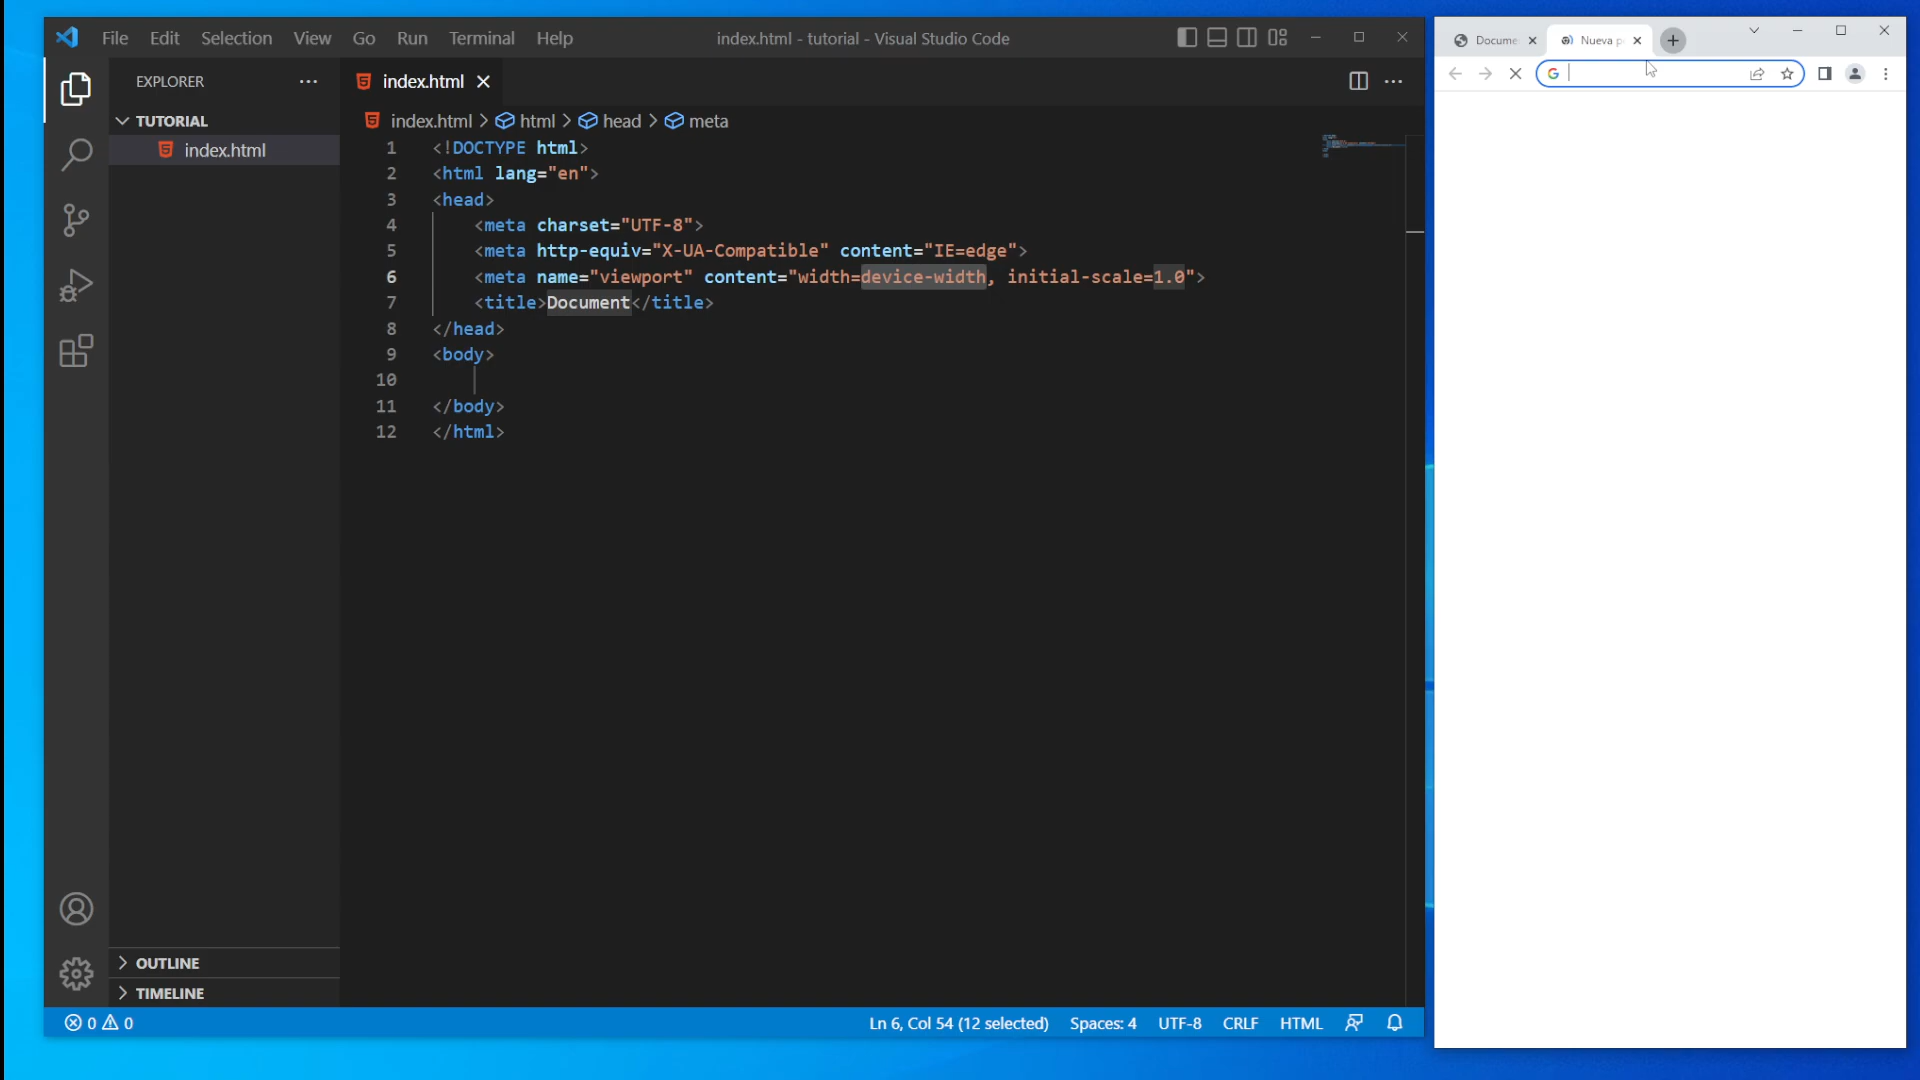 File Edit Selection View Go Run Terminal Help
index.html - tutorial - Visual Studio Code
EXPLORER
TUTORIAL
index.html
index.html
index.html > html > head > meta
1 <!DOCTYPE html>
2 <html lang="en">
3 <head>
4 <meta charset="UTF-8">
5 <meta http-equiv="X-UA-Compatible" content="IE=edge">
6 <meta name="viewport" content="width=device-width, initial-scale=1.0">
7 <title>Document</title>
8 </head>
9 <body>
10
11 </body>
12 </html>
OUTLINE
TIMELINE
0 0
Ln 6, Col 54 (12 selected) Spaces: 4 UTF-8 CRLF HTML
Docume
Nueva p